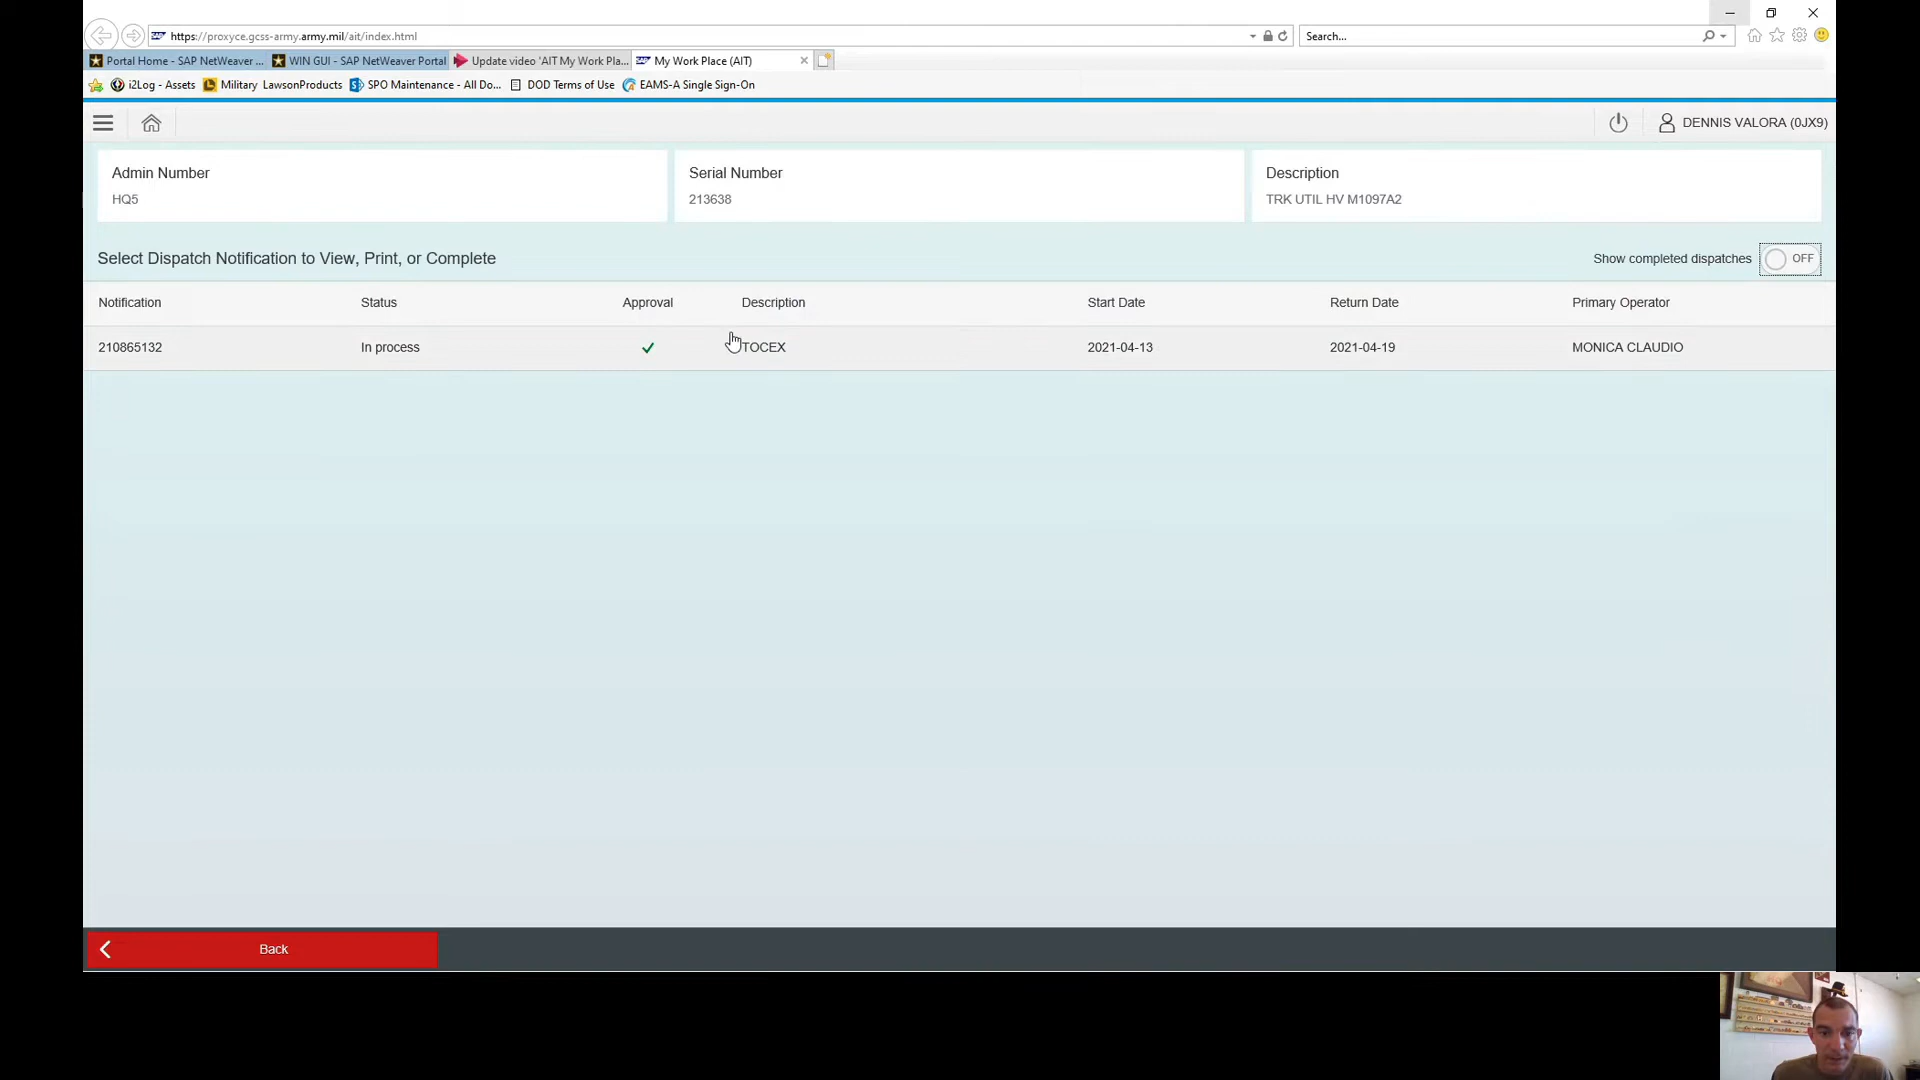 https://proxyce.gcss-army.army.mil/ait/index.html
Search...
Portal Home - SAP NetWeaver ...
WIN GUI - SAP NetWeaver Portal
Update video 'AIT My Work Pla...
My Work Place (AIT)
i2Log - Assets
Military LawsonProducts
SPO Maintenance - All Do...
DOD Terms of Use
EAMS-A Single Sign-On
DENNIS VALORA (0JX9)
Admin Number
HQ5
Serial Number
213638
Description
TRK UTIL HV M1097A2
Select Dispatch Notification to View, Print, or Complete
Show completed dispatches
OFF
Notification Status Approval Description Start Date Return Date Primary Operator
210865132 In process TOCEX 2021-04-13 2021-04-19 MONICA CLAUDIO
Back